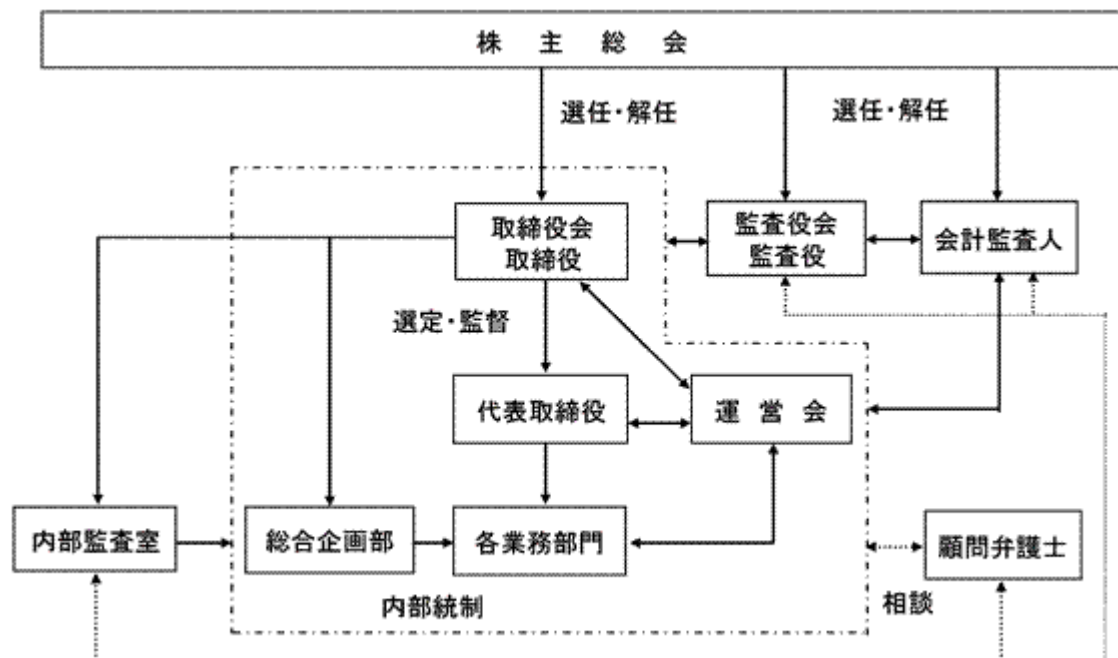 株主総会
選任・解任
選任・解任
取締役会
取締役
監査役会
監査役
会計監査人
選定・監督
代表取締役
運営会
内部監査室
総合企画部
各業務部門
顧問弁護士
内部統制
相談